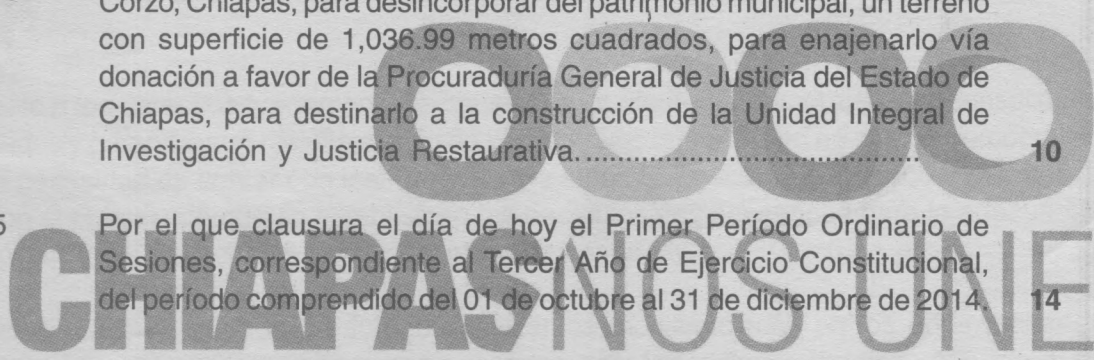 Corzo, Chiapas, para desincorporar del patrimonio municipal, un terreno
con superficie de 1,036.99 metros cuadrados, para enajenarlo vía
donación a favor de la Procuraduría General de Justicia del Estado de
Chiapas, para destinarlo a la construcción de la Unidad Integral de
Investigación y Justicia Restaurativa. ........................................ 10
5 Por el que clausura el día de hoy el Primer Período Ordinario de
Sesiones, correspondiente al Tercer Año de Ejercicio Constitucional,
del período comprendido del 01 de octubre al 31 de diciembre de 2014. 14
CHIAPAS NOS UNE